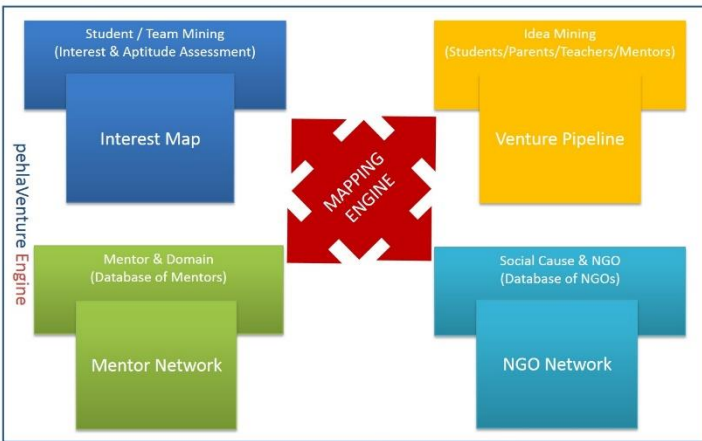 Student / Team Mining
(Interest & Aptitude Assessment)
Interest Map
Idea Mining
(Students/Parents/Teachers/Mentors)
Venture Pipeline
MAPPING
ENGINE
pehlaVenture Engine
Mentor & Domain
(Database of Mentors)
Mentor Network
Social Cause & NGO
(Database of NGOs)
NGO Network